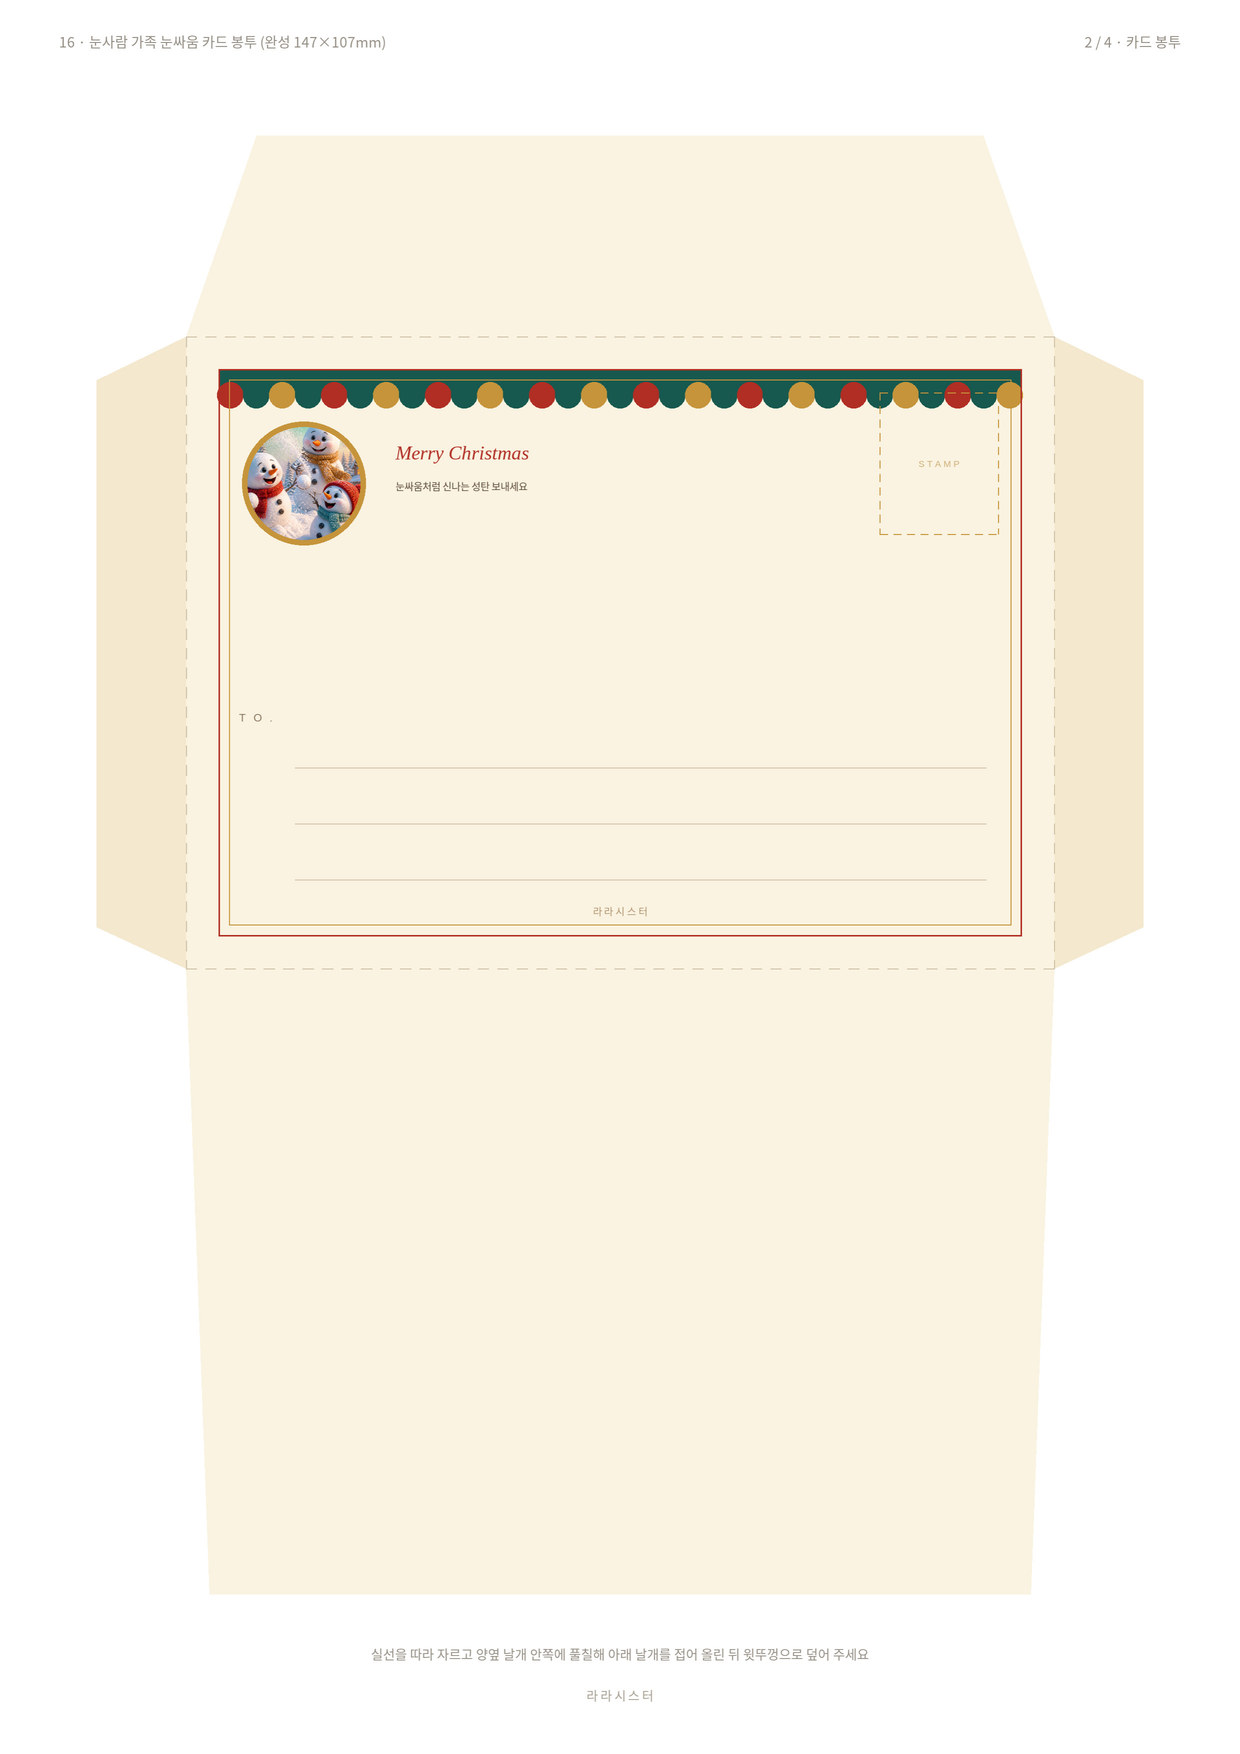 16 · 눈사람 가족 눈싸움 카드 봉투 (완성 147×107mm)
2 / 4 · 카드 봉투
Merry Christmas
STAMP
눈싸움처럼 신나는 성탄 보내세요
TO.
라라시스터
실선을 따라 자르고 양옆 날개 안쪽에 풀칠해 아래 날개를 접어 올린 뒤 윗뚜껑으로 덮어 주세요
라라시스터